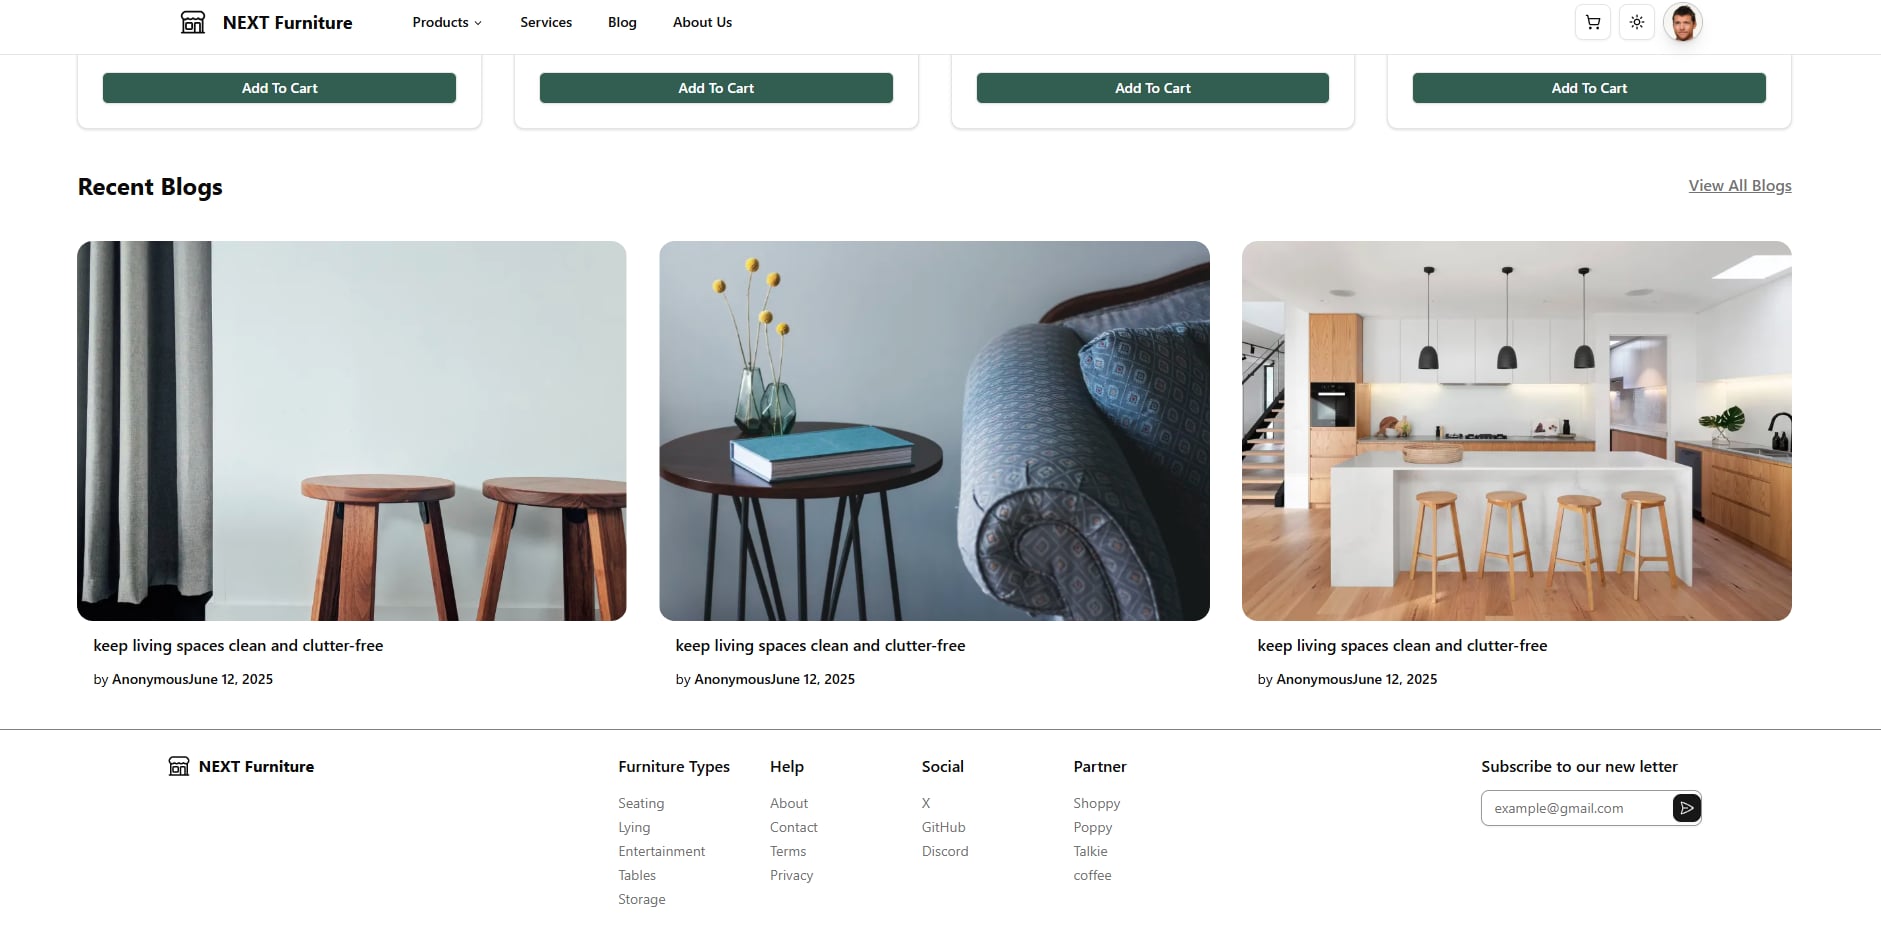 NEXT Furniture Products Services Blog About Us
Add To Cart Add To Cart Add To Cart Add To Cart
Recent Blogs View All Blogs
keep living spaces clean and clutter-free
by AnonymousJune 12, 2025
keep living spaces clean and clutter-free
by AnonymousJune 12, 2025
keep living spaces clean and clutter-free
by AnonymousJune 12, 2025
NEXT Furniture
Furniture Types
Seating
Lying
Entertainment
Tables
Storage
Help
About
Contact
Terms
Privacy
Social
X
GitHub
Discord
Partner
Shoppy
Poppy
Talkie
coffee
Subscribe to our new letter
example@gmail.com